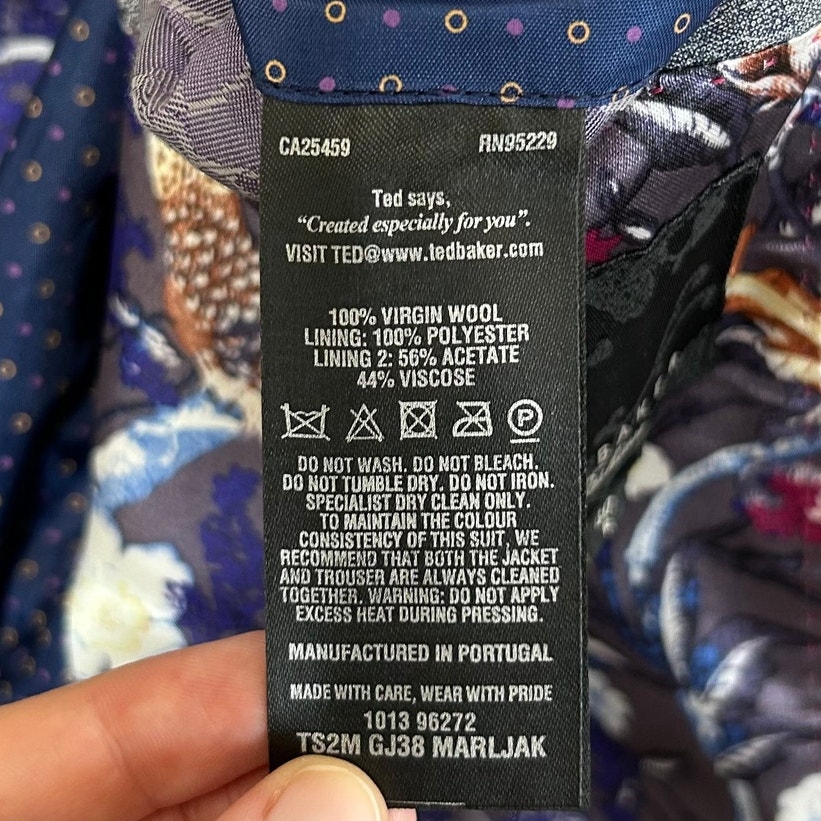 CA25459 RN95229
Ted says,
"Created especially for you".
VISIT TED@www.tedbaker.com
100% VIRGIN WOOL
LINING: 100% POLYESTER
LINING 2: 56% ACETATE
44% VISCOSE
P
DO NOT WASH. DO NOT BLEACH.
DO NOT TUMBLE DRY. DO NOT IRON.
SPECIALIST DRY CLEAN ONLY.
TO MAINTAIN THE COLOUR
CONSISTENCY OF THIS SUIT, WE
RECOMMEND THAT BOTH THE JACKET
AND TROUSER ARE ALWAYS CLEANED
TOGETHER. WARNING: DO NOT APPLY
EXCESS HEAT DURING PRESSING.
MANUFACTURED IN PORTUGAL
MADE WITH CARE, WEAR WITH PRIDE
1013 96272
TS2M GJ38 MARLJAK